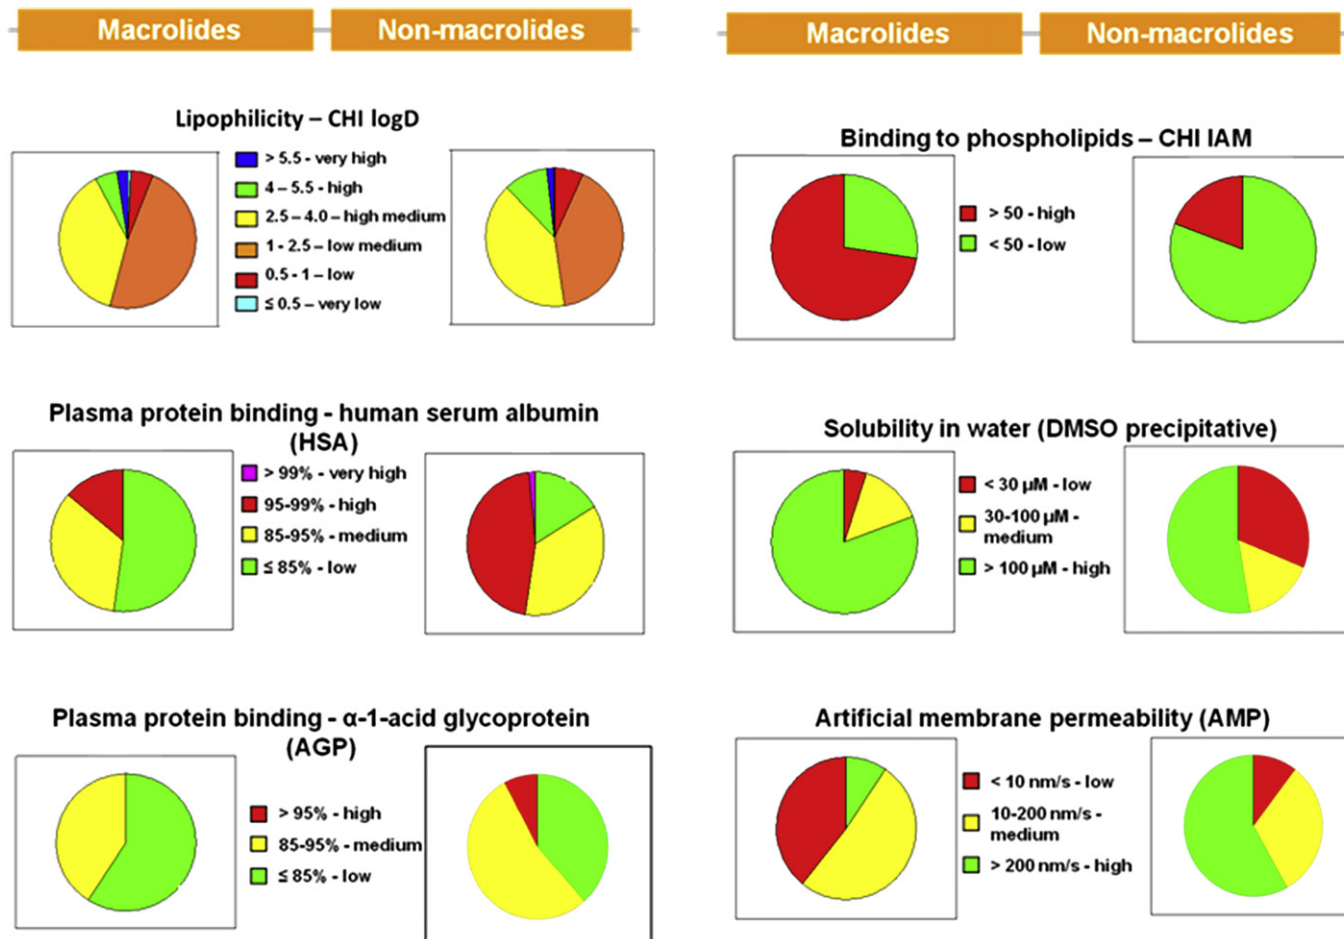 Macrolides
Non-macrolides
Lipophilicity – CHI logD
> 5.5 - very high
4 – 5.5 - high
2.5 – 4.0 – high medium
1 - 2.5 – low medium
0.5 - 1 – low
≤ 0.5 – very low
Plasma protein binding - human serum albumin
(HSA)
> 99% - very high
95-99% - high
85-95% - medium
≤ 85% - low
Plasma protein binding - α-1-acid glycoprotein
(AGP)
> 95% - high
85-95% - medium
≤ 85% - low
Macrolides
Non-macrolides
Binding to phospholipids – CHI IAM
> 50 - high
< 50 - low
Solubility in water (DMSO precipitative)
< 30 µM - low
30-100 µM -
medium
> 100 µM - high
Artificial membrane permeability (AMP)
< 10 nm/s - low
10-200 nm/s -
medium
> 200 nm/s - high